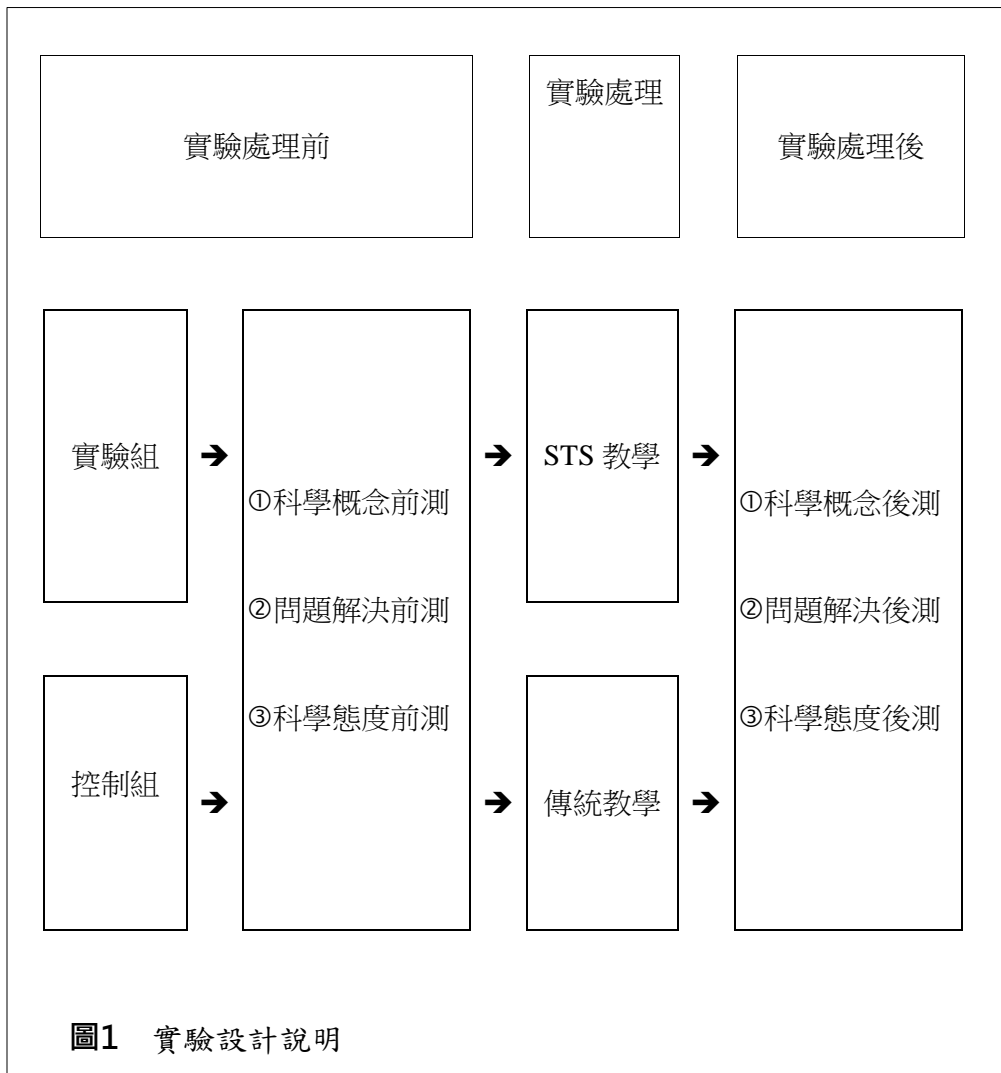 實驗處理前
實驗處理
實驗處理後
實驗組
➔
①科學概念前測
②問題解決前測
③科學態度前測
➔
STS 教學
➔
①科學概念後測
②問題解決後測
③科學態度後測
控制組
➔
➔
傳統教學
➔
圖1 實驗設計說明